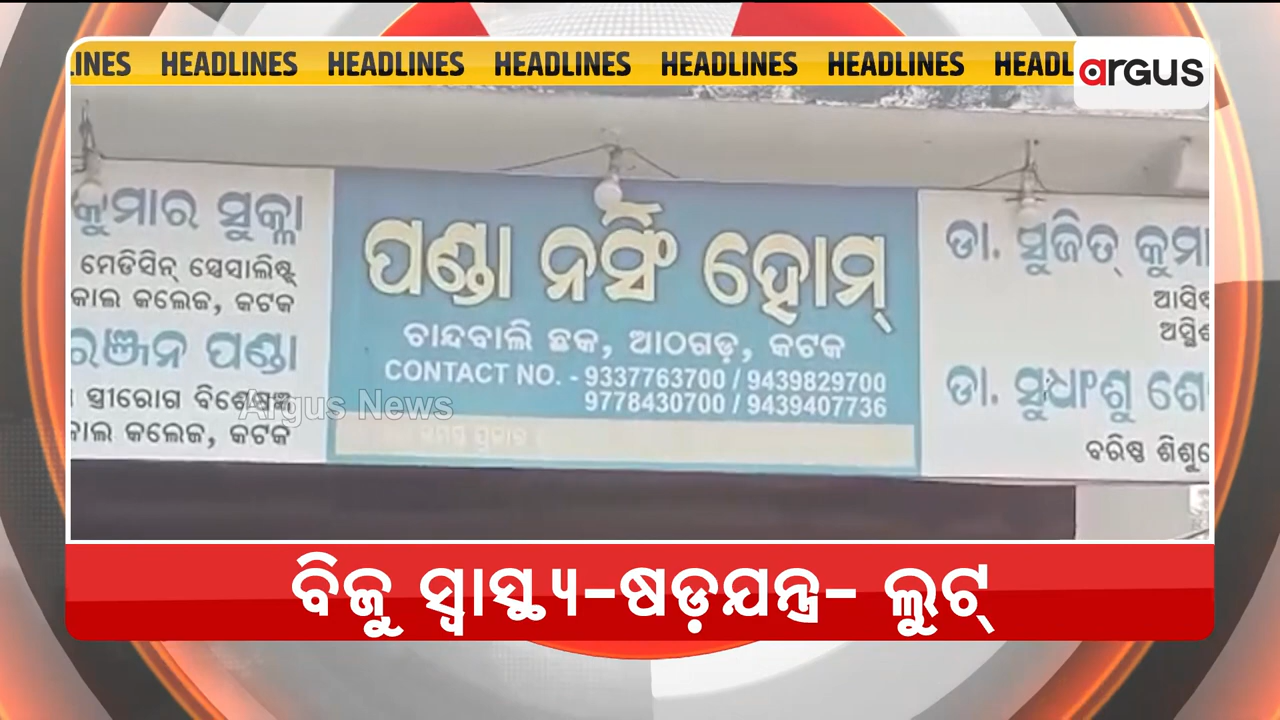 HEADLINES HEADLINES HEADLINES HEADLINES HEADLINES
argus
କୁମାର ସୁକ୍ଲା
ମେଡିସିନ୍ ସ୍ପେସାଲିଷ୍ଟ
କଲେଜ, କଟକ
ରଞ୍ଜନ ପଣ୍ଡା
ସ୍ତ୍ରୀରୋଗ ବିଶେଷଜ୍ଞ
କଲେଜ, କଟକ
ପଣ୍ଡା ନର୍ସିଂ ହୋମ୍
ଚାନ୍ଦବାଲି ଛକ, ଆଠଗଡ଼, କଟକ
CONTACT NO. - 9337763700 / 9439829700
9778430700 / 9439407736
ଡା. ସୁଜିତ୍
ଡା. ସୁଧାଂଶୁ
ବରିଷ୍ଠ
Argus News
ବିଜୁ ସ୍ୱାସ୍ଥ୍ୟ-ଷଡ଼ଯନ୍ତ୍ର- ଲୁଟ୍